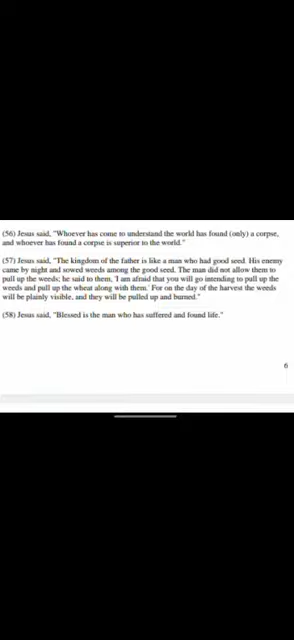 (56) Jesus said, "Whoever has come to understand the world has found (only) a corpse,
and whoever has found a corpse is superior to the world."
(57) Jesus said, "The kingdom of the father is like a man who had good seed. His enemy
came by night and sowed weeds among the good seed. The man did not allow them to
pull up the weeds; he said to them, 'I am afraid that you will go intending to pull up the
weeds and pull up the wheat along with them.' For on the day of the harvest the weeds
will be plainly visible, and they will be pulled up and burned."
(58) Jesus said, "Blessed is the man who has suffered and found life."
6